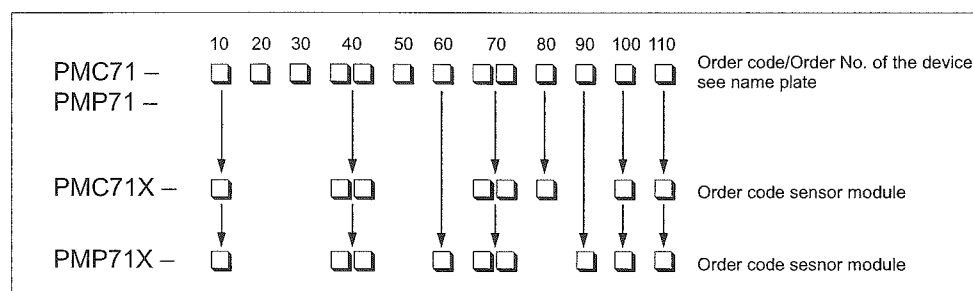 10 20 30 40 50 60 70 80 90 100 110
PMC71 – Order code/Order No. of the device
PMP71 – see name plate
PMC71X – Order code sensor module
PMP71X – Order code sesnor module